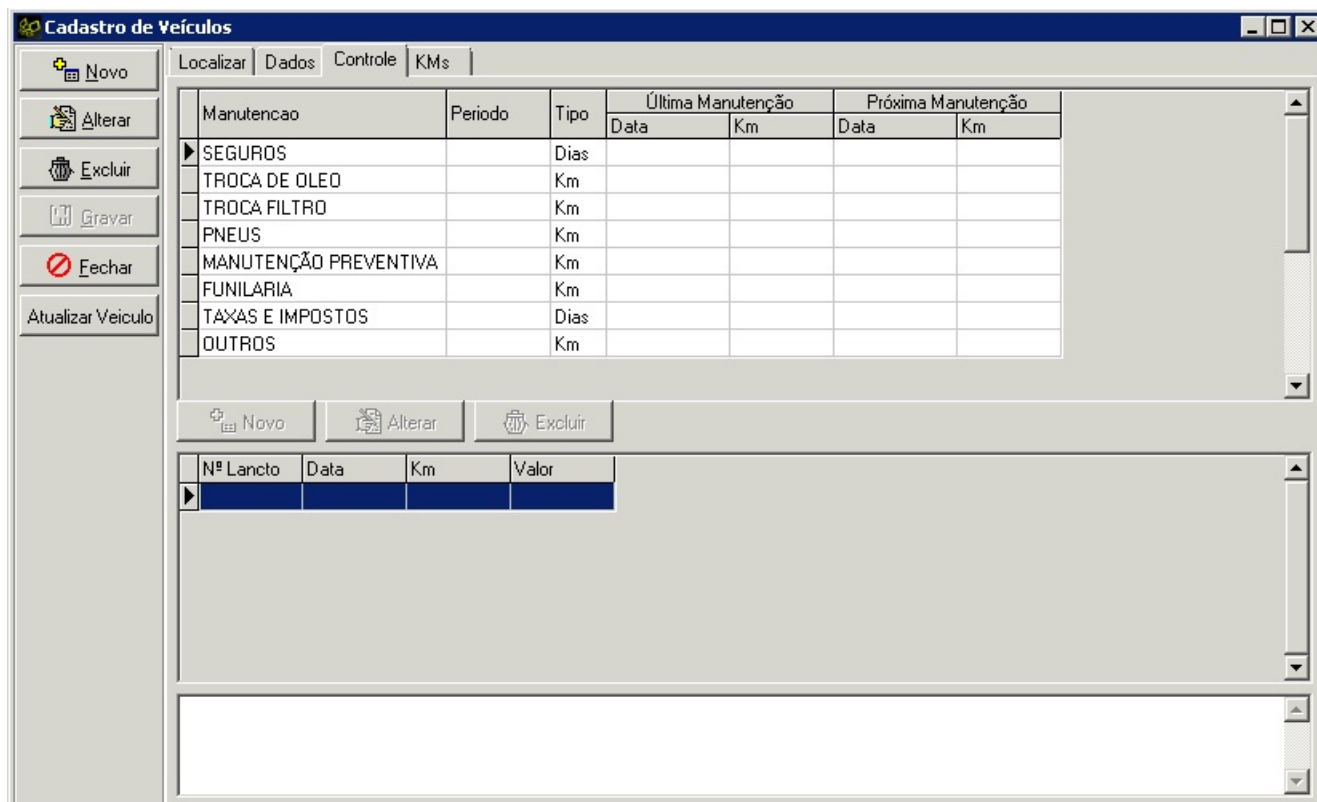 Cadastro de Veículos
Novo
Alterar
Excluir
Gravar
Fechar
Atualizar Veiculo
Localizar Dados Controle KMs
Manutencao Periodo Tipo Última Manutenção Próxima Manutenção
Data Km Data Km
SEGUROS Dias
TROCA DE OLEO Km
TROCA FILTRO Km
PNEUS Km
MANUTENÇÃO PREVENTIVA Km
FUNILARIA Km
TAXAS E IMPOSTOS Dias
OUTROS Km
Novo Alterar Excluir
Nº Lancto Data Km Valor